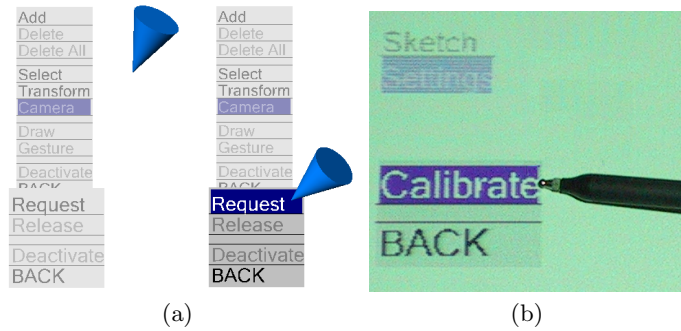 Add
Delete
Delete All
Select
Transform
Camera
Draw
Gesture
Deactivate
BACK
Request
Release
Deactivate
BACK
Add
Delete
Delete All
Select
Transform
Camera
Draw
Gesture
Deactivate
BACK
Request
Release
Deactivate
BACK
(a)
Sketch
Settings
Calibrate
BACK
(b)